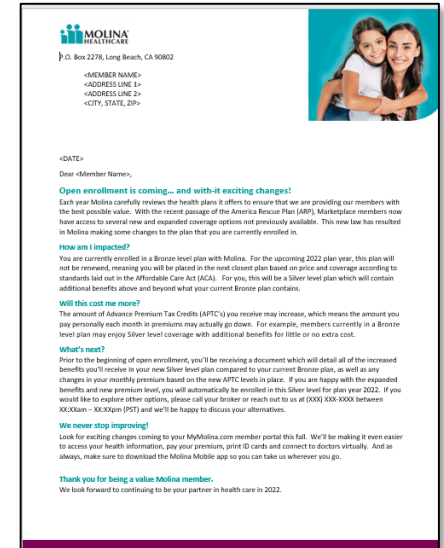 MOLINA
HEALTHCARE
P.O. Box 2278, Long Beach, CA 90802
<MEMBER NAME>
<ADDRESS LINE 1>
<ADDRESS LINE 2>
<CITY, STATE, ZIP>
<DATE>
Dear <Member Name>,
Open enrollment is coming… and with-it exciting changes!
Each year Molina carefully reviews the health plans it offers to ensure that we are providing our members with
the best possible value. With the recent passage of the America Rescue Plan (ARP), Marketplace members now
have access to several new and expanded coverage options not previously available. This new law has resulted
in Molina making some changes to the plan that you are currently enrolled in.
How am I impacted?
You are currently enrolled in a Bronze level plan with Molina. For the upcoming 2022 plan year, this plan will
not be renewed, meaning you will be placed in the next closest plan based on price and coverage according to
standards laid out in the Affordable Care Act (ACA). For you, this will be a Silver level plan which will contain
additional benefits above and beyond what your current Bronze plan contains.
Will this cost me more?
The amount of Advance Premium Tax Credits (APTC's) you receive may increase, which means the amount you
pay personally each month in premiums may actually go down. For example, members currently in a Bronze
level plan may enjoy Silver level coverage with additional benefits for little or no extra cost.
What's next?
Prior to the beginning of open enrollment, you'll be receiving a document which will detail all of the increased
benefits you'll receive in your new Silver level plan compared to your current Bronze plan, as well as any
changes in your monthly premium based on the new APTC levels in place. If you are happy with the expanded
benefits and new premium level, you will automatically be enrolled in this Silver level for plan year 2022. If you
would like to explore other options, please call your broker or reach out to us at (XXX) XXX-XXXX between
XX:XXam – XX:XXpm (PST) and we'll be happy to discuss your alternatives.
We never stop improving!
Look for exciting changes coming to your MyMolina.com member portal this fall. We'll be making it even easier
to access your health information, pay your premium, print ID cards and connect to doctors virtually. And as
always, make sure to download the Molina Mobile app so you can take us wherever you go.
Thank you for being a value Molina member.
We look forward to continuing to be your partner in health care in 2022.